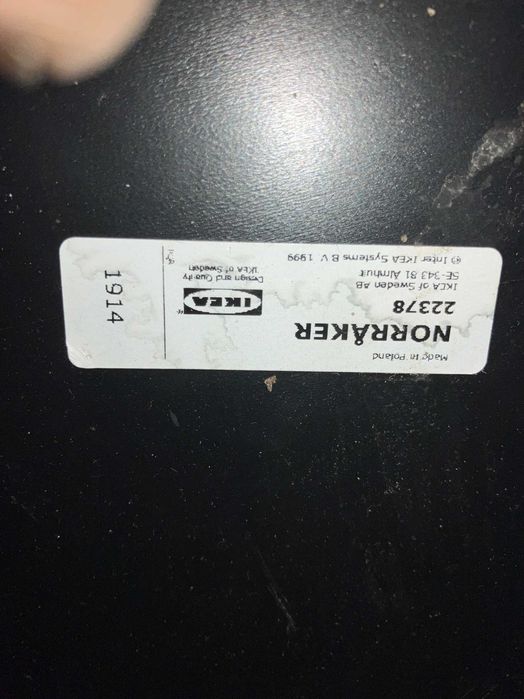 Made in Poland
NORRÅKER
22378
IKEA of Sweden AB
SE-343 81 Älmhult
© Inter IKEA Systems B.V. 1999
IKEA
Design and Quality
IKEA of Sweden
1914